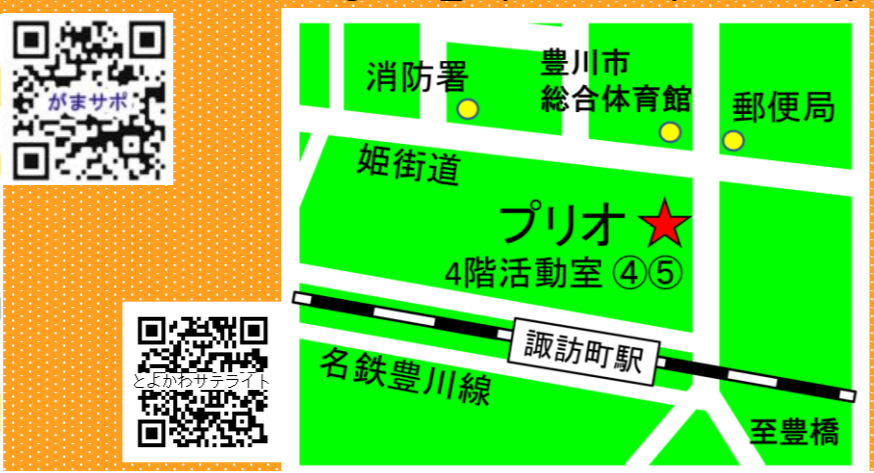 がまサポ
消防署
豊川市
総合体育館
郵便局
姫街道
プリオ
4階活動室 ④⑤
とよかわサテライト
諏訪町駅
名鉄豊川線
至豊橋